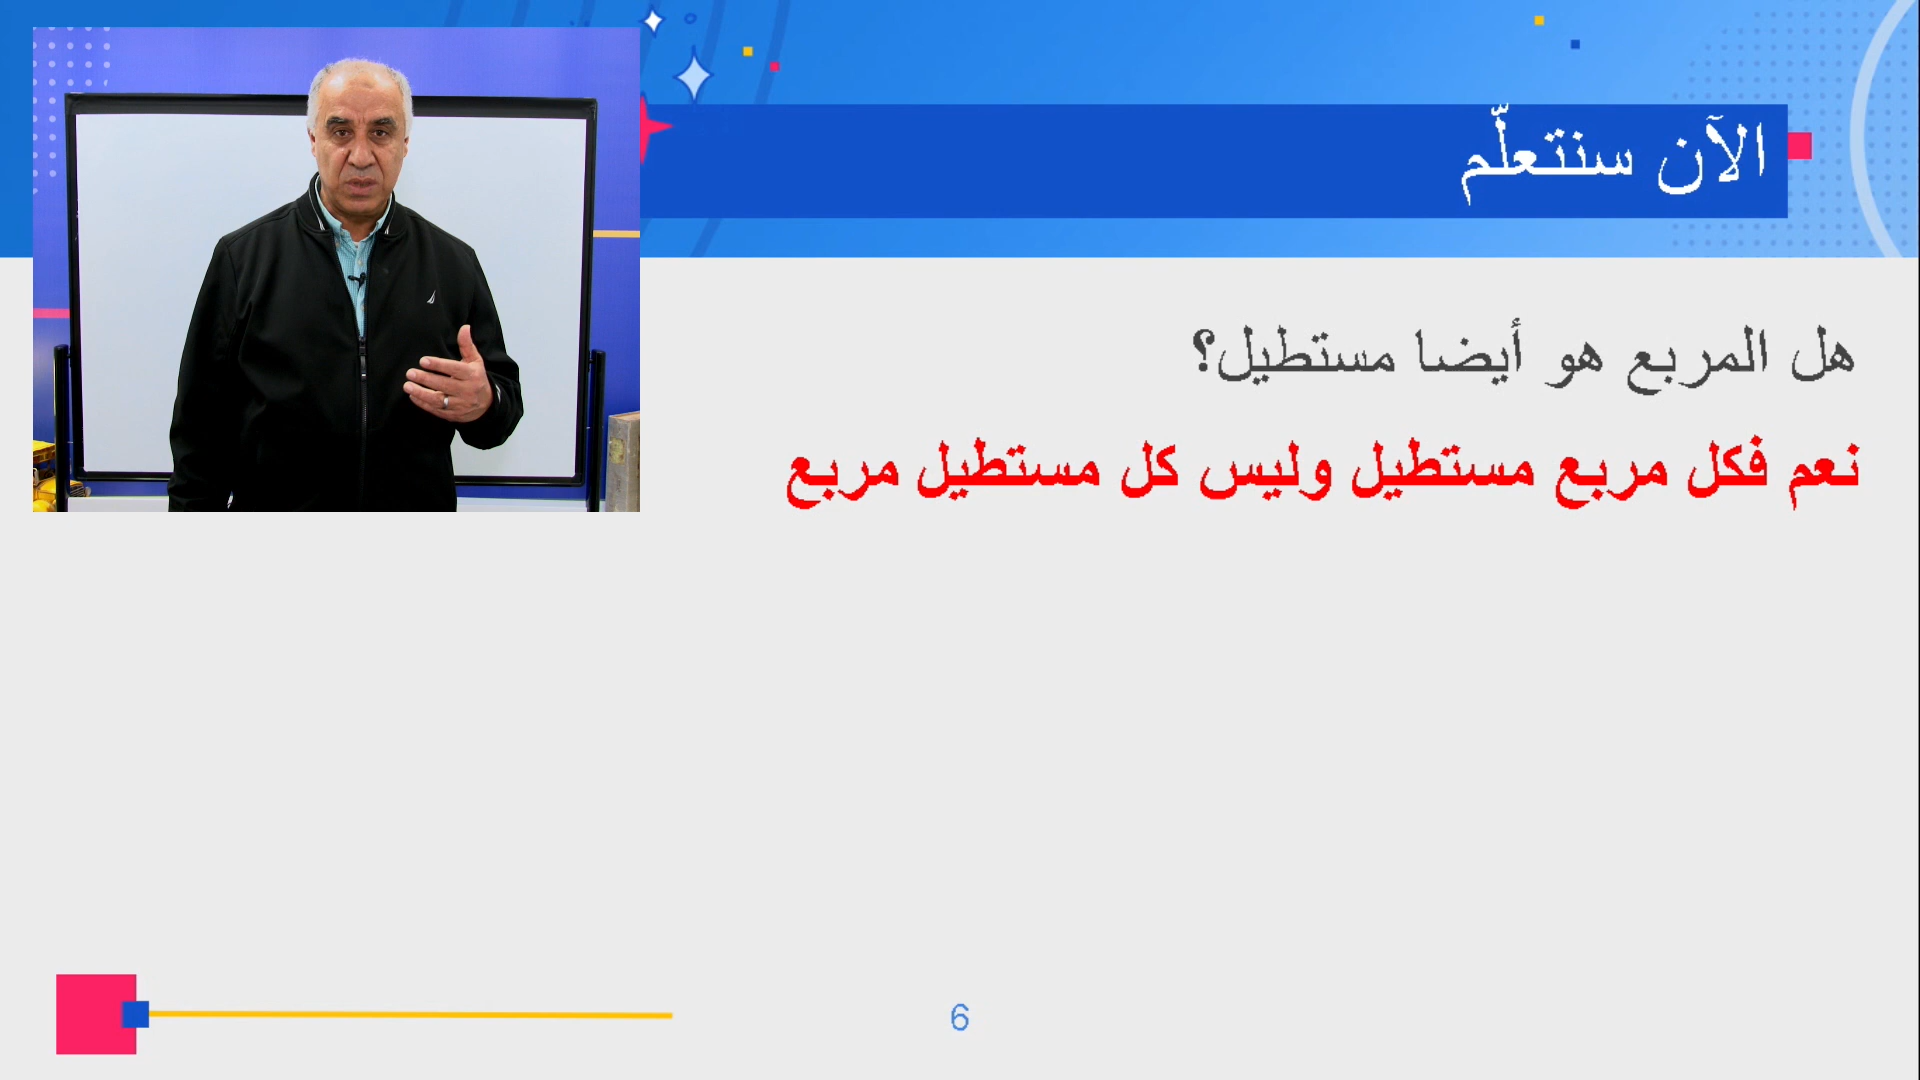 الآن سنتعلّم
هل المربع هو أيضا مستطيل؟
نعم فكل مربع مستطيل وليس كل مستطيل مربع
6